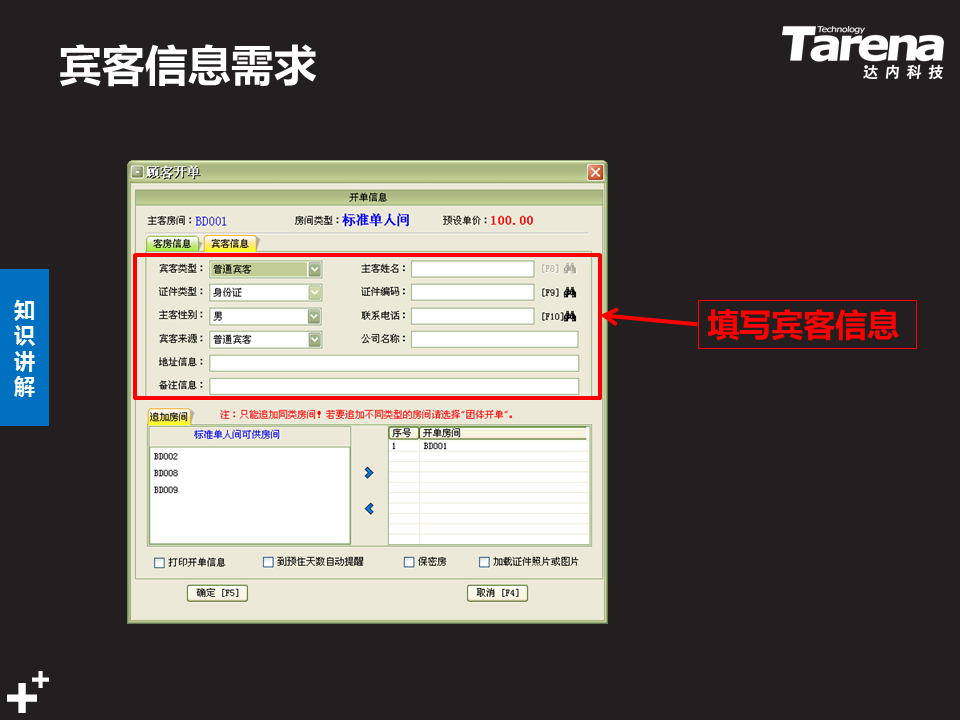 宾客信息需求
Technology
Tarena
达内科技
知识讲解
顾客开单
开单信息
主客房间：BD001 房间类型：标准单人间 预设单价：100.00
客房信息 宾客信息
宾客类型： 普通宾客 主客姓名： [F8]
证件类型： 身份证 证件编码： [F9]
主客性别： 男 联系电话： [F10]
宾客来源： 普通宾客 公司名称：
地址信息：
备注信息：
填写宾客信息
追加房间 注：只能追加同类房间！若要追加不同类型的房间请选择"团体开单"。
标准单人间可供房间
BD002
BD008
BD009
序号 开单房间
1 BD001
打印开单信息 到预住天数自动提醒 保密房 加载证件照片或图片
确定 [F5] 取消 [F4]